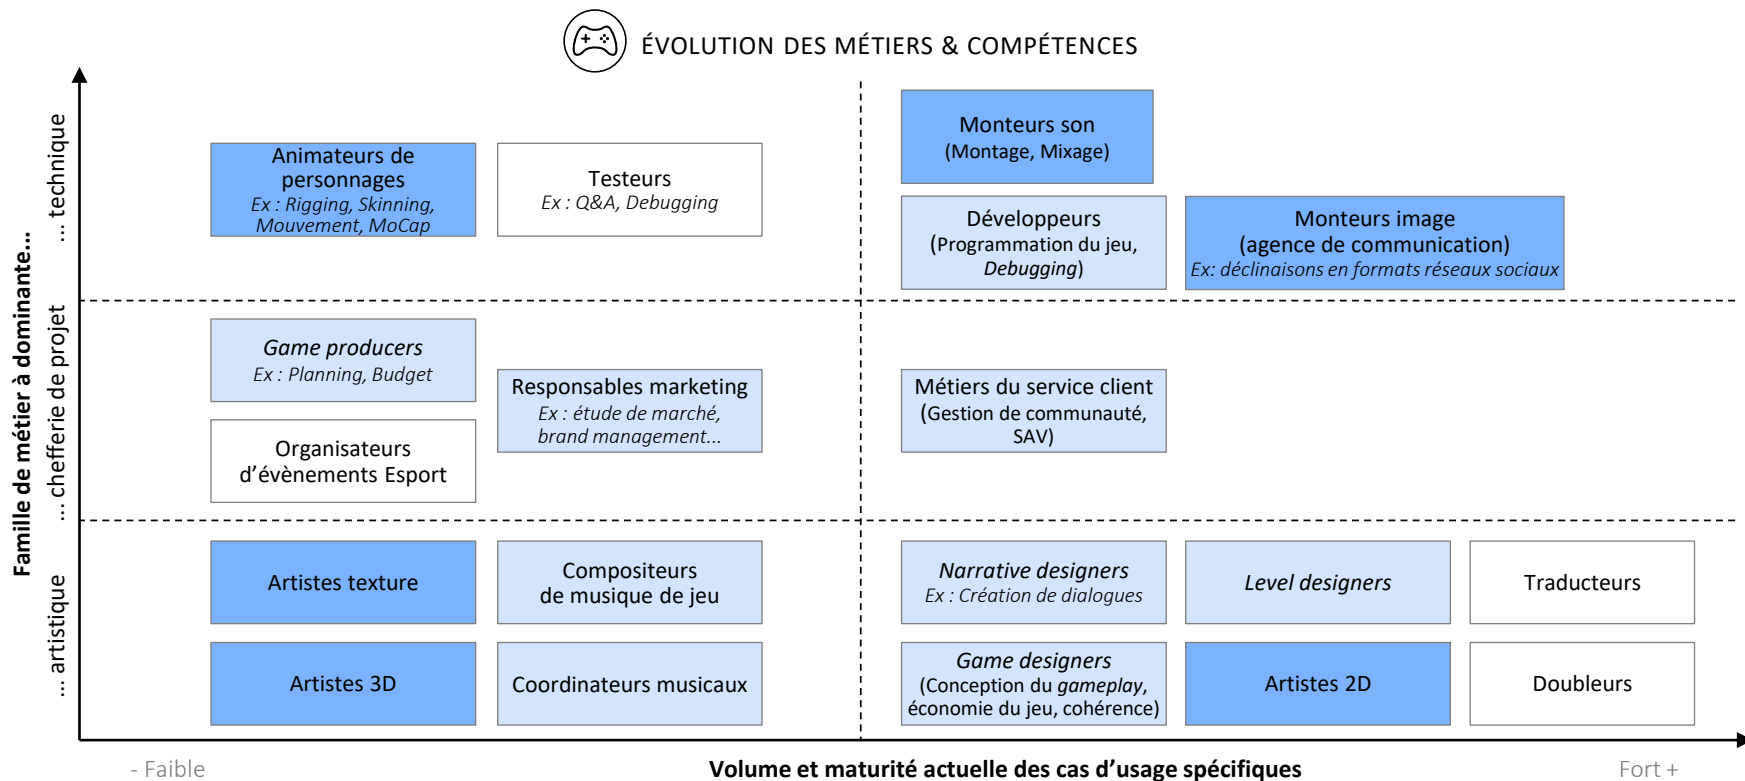 ÉVOLUTION DES MÉTIERS & COMPÉTENCES
Famille de métier à dominante...
... technique
Animateurs de
personnages
Ex : Rigging, Skinning,
Mouvement, MoCap
Testeurs
Ex : Q&A, Debugging
Monteurs son
(Montage, Mixage)
Développeurs
(Programmation du jeu,
Debugging)
Monteurs image
(agence de communication)
Ex: déclinaisons en formats réseaux sociaux
... chefferie de projet
Game producers
Ex : Planning, Budget
Organisateurs
d’évènements Esport
Responsables marketing
Ex : étude de marché,
brand management...
Métiers du service client
(Gestion de communauté,
SAV)
... artistique
Artistes texture
Compositeurs
de musique de jeu
Narrative designers
Ex : Création de dialogues
Level designers
Traducteurs
Artistes 3D
Coordinateurs musicaux
Game designers
(Conception du gameplay,
économie du jeu, cohérence)
Artistes 2D
Doubleurs
- Faible
Volume et maturité actuelle des cas d’usage spécifiques
Fort +